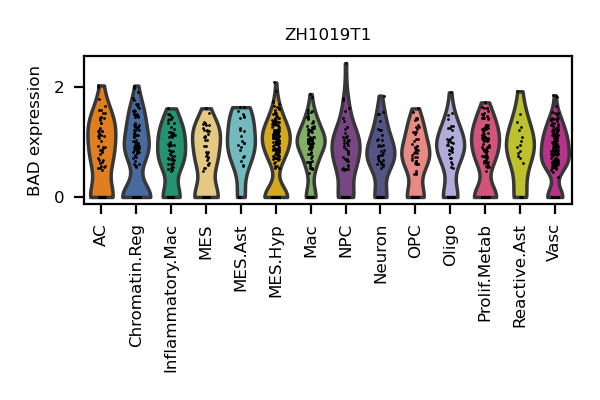 ZH1019T1
BAD expression
2
0
AC
Chromatin.Reg
Inflammatory.Mac
MES
MES.Ast
MES.Hyp
Mac
NPC
Neuron
OPC
Oligo
Prolif.Metab
Reactive.Ast
Vasc